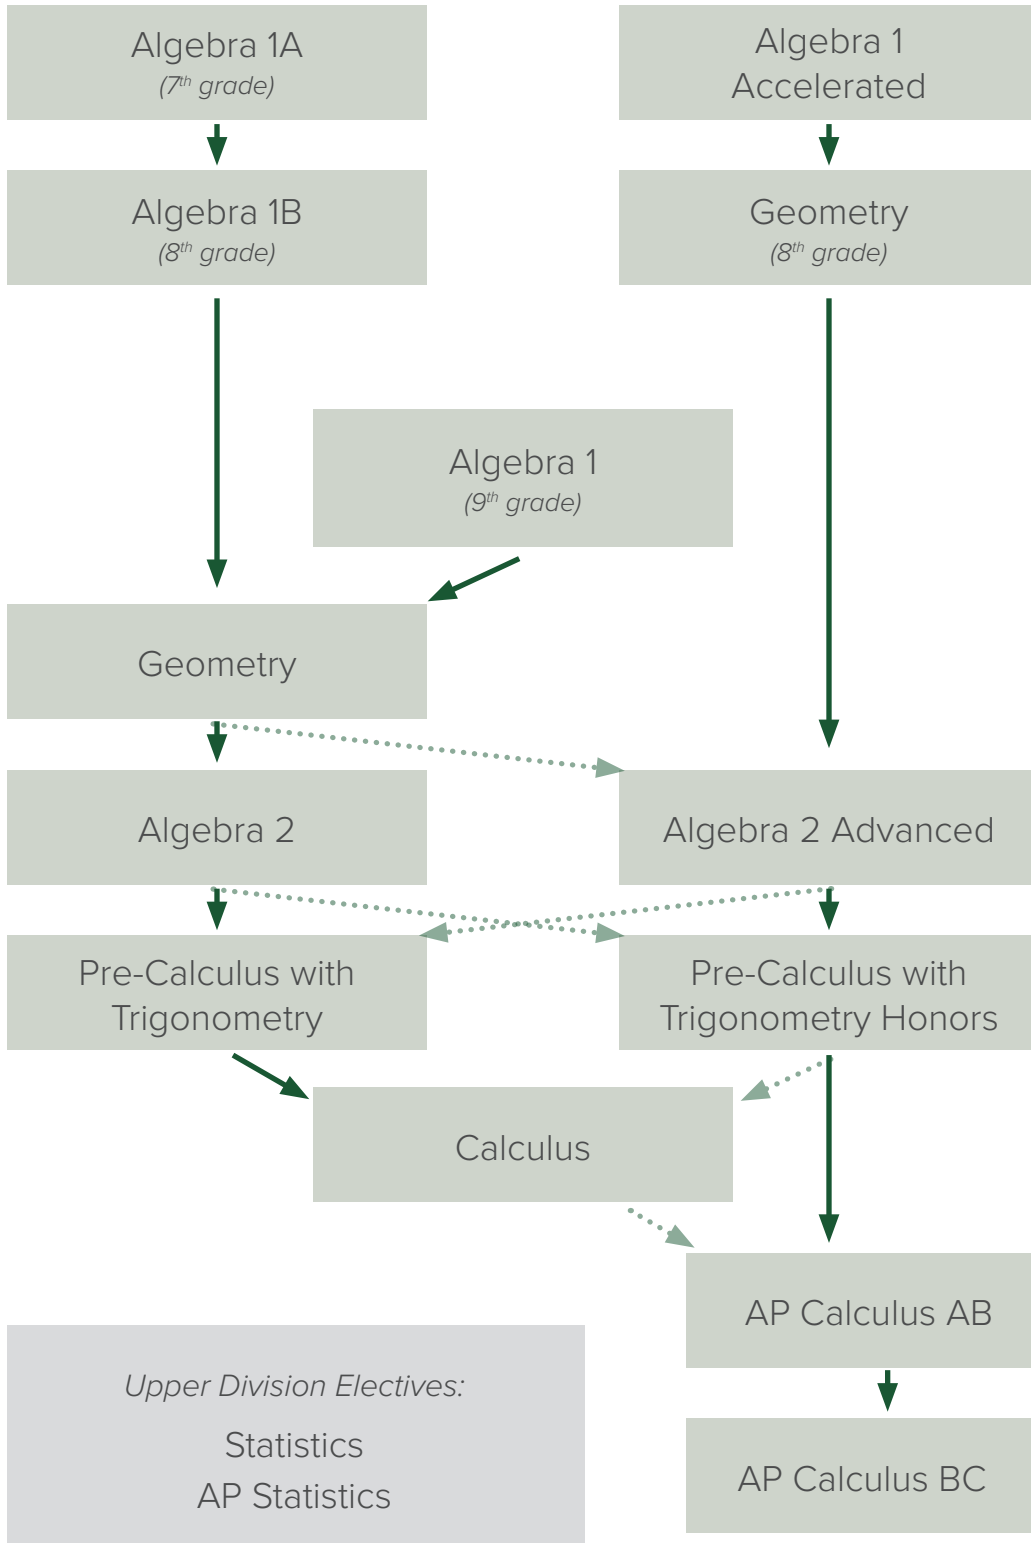 Algebra 1A
(7th grade)
Algebra 1
Accelerated
Algebra 1B
(8th grade)
Geometry
(8th grade)
Algebra 1
(9th grade)
Geometry
Algebra 2
Algebra 2 Advanced
Pre-Calculus with
Trigonometry
Pre-Calculus with
Trigonometry Honors
Calculus
AP Calculus AB
Upper Division Electives:
Statistics
AP Statistics
AP Calculus BC